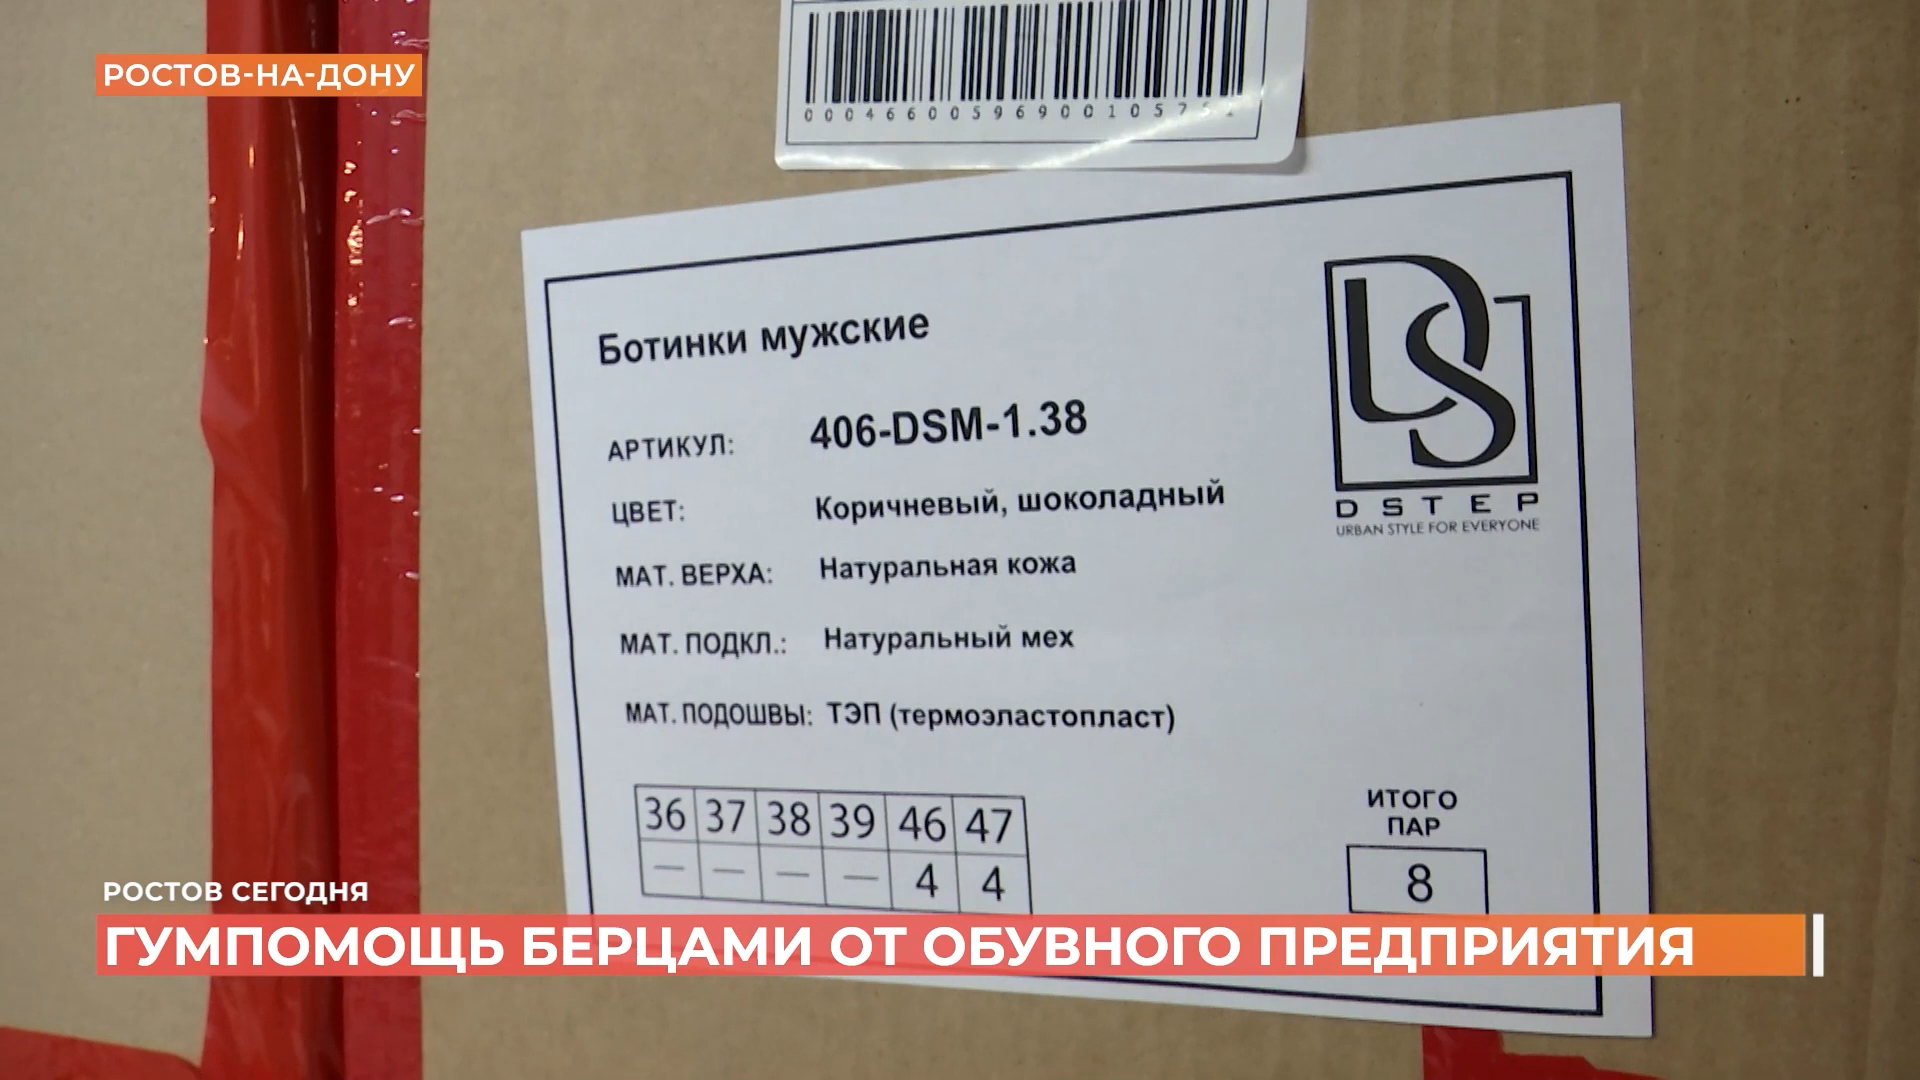 РОСТОВ-НА-ДОНУ
Ботинки мужские
АРТИКУЛ: 406-DSM-1.38
ЦВЕТ: Коричневый, шоколадный
МАТ. ВЕРХА: Натуральная кожа
МАТ. ПОДКЛ.: Натуральный мех
МАТ. ПОДОШВЫ: ТЭП (термоэластопласт)
DS
DSTEP
URBAN STYLE FOR EVERYONE
36 37 38 39 46 47
— — — — 4 4
ИТОГО
ПАР
8
РОСТОВ СЕГОДНЯ
ГУМПОМОЩЬ БЕРЦАМИ ОТ ОБУВНОГО ПРЕДПРИЯТИЯ